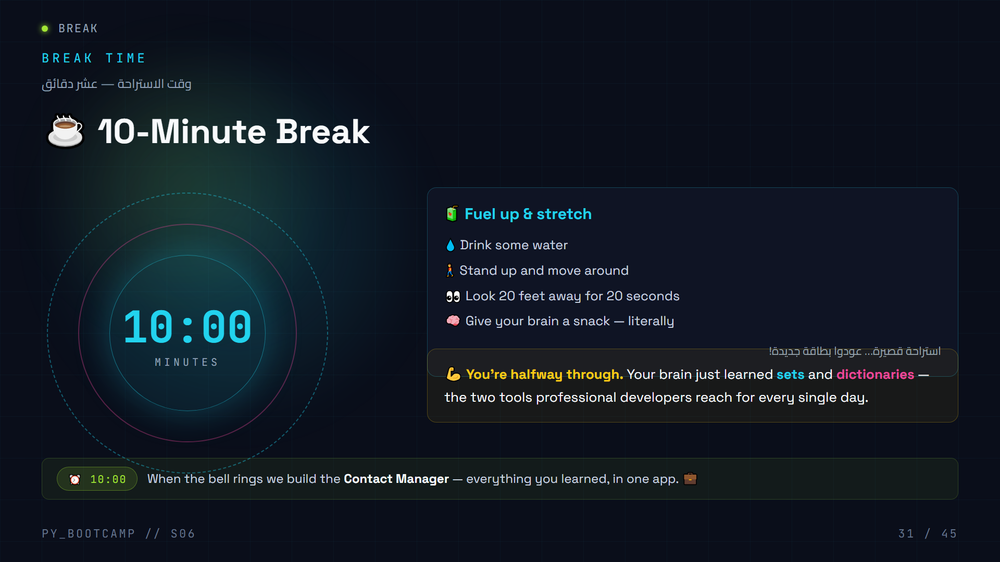 BREAK
BREAK TIME
وقت الاستراحة — عشر دقائق
☕ 10-Minute Break
10:00
MINUTES
🧃 Fuel up & stretch
💧 Drink some water
🚶 Stand up and move around
👀 Look 20 feet away for 20 seconds
🧠 Give your brain a snack — literally
استراحة قصيرة... عودوا بطاقة جديدة!
💪 You're halfway through. Your brain just learned sets and dictionaries —
the two tools professional developers reach for every single day.
⏰ 10:00 When the bell rings we build the Contact Manager — everything you learned, in one app. 💼
PY_BOOTCAMP // S06
31 / 45